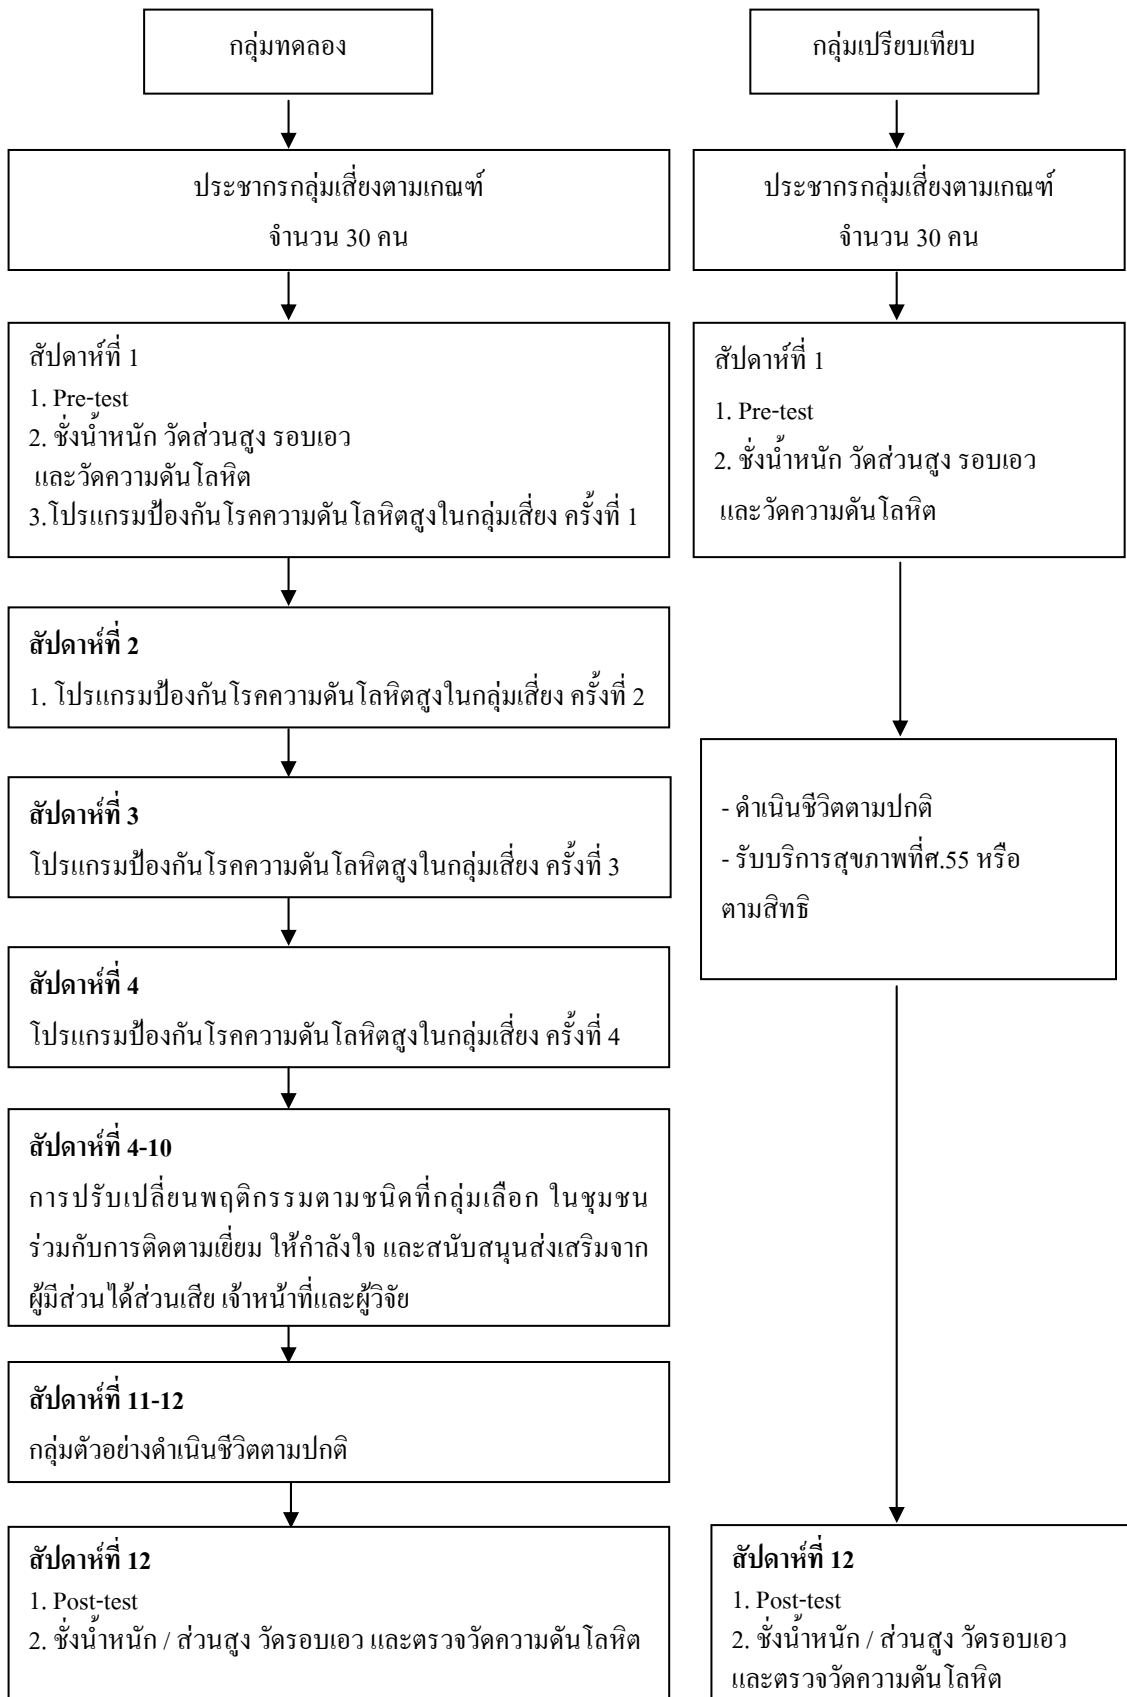 กลุ่มทดลอง
ประชากรกลุ่มเสี่ยงตามเกณฑ์
จำนวน 30 คน
สัปดาห์ที่ 1
1. Pre-test
2. ชั่งน้ำหนัก วัดส่วนสูง รอบเอว
และวัดความดันโลหิต
3.โปรแกรมป้องกันโรคความดันโลหิตสูงในกลุ่มเสี่ยง ครั้งที่ 1
สัปดาห์ที่ 2
1. โปรแกรมป้องกันโรคความดันโลหิตสูงในกลุ่มเสี่ยง ครั้งที่ 2
สัปดาห์ที่ 3
โปรแกรมป้องกันโรคความดันโลหิตสูงในกลุ่มเสี่ยง ครั้งที่ 3
สัปดาห์ที่ 4
โปรแกรมป้องกันโรคความดันโลหิตสูงในกลุ่มเสี่ยง ครั้งที่ 4
สัปดาห์ที่ 4-10
การปรับเปลี่ยนพฤติกรรมตามชนิดที่กลุ่มเลือก ในชุมชน
ร่วมกับการติดตามเยี่ยม ให้กำลังใจ และสนับสนุนส่งเสริมจาก
ผู้มีส่วนได้ส่วนเสีย เจ้าหน้าที่และผู้วิจัย
สัปดาห์ที่ 11-12
กลุ่มตัวอย่างดำเนินชีวิตตามปกติ
สัปดาห์ที่ 12
1. Post-test
2. ชั่งน้ำหนัก / ส่วนสูง วัดรอบเอว และตรวจวัดความดันโลหิต
กลุ่มเปรียบเทียบ
ประชากรกลุ่มเสี่ยงตามเกณฑ์
จำนวน 30 คน
สัปดาห์ที่ 1
1. Pre-test
2. ชั่งน้ำหนัก วัดส่วนสูง รอบเอว
และวัดความดันโลหิต
- ดำเนินชีวิตตามปกติ
- รับบริการสุขภาพที่ศ.55 หรือ
ตามสิทธิ
สัปดาห์ที่ 12
1. Post-test
2. ชั่งน้ำหนัก / ส่วนสูง วัดรอบเอว
และตรวจวัดความดันโลหิต